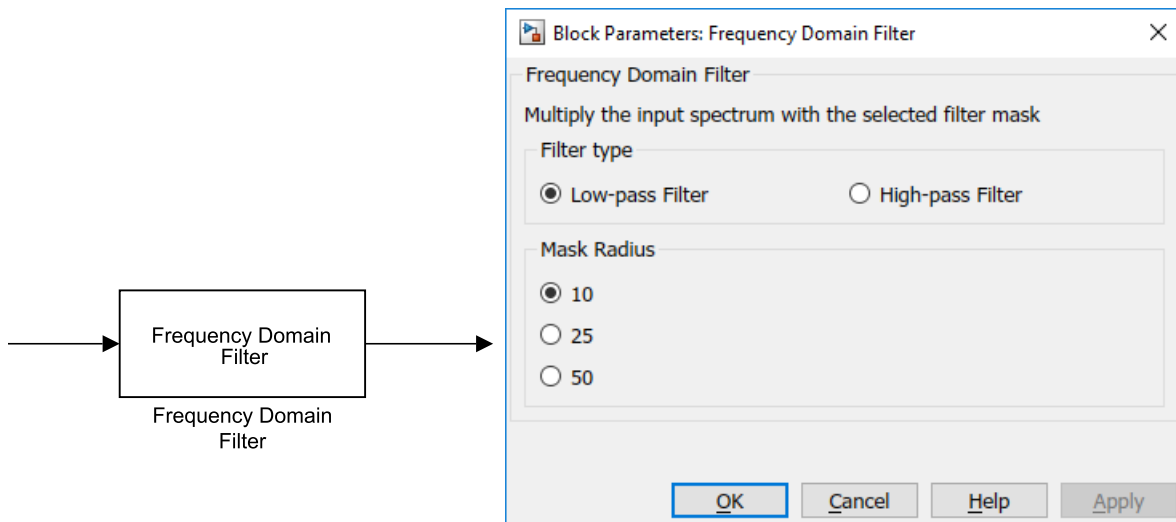 Frequency Domain
Filter
Frequency Domain
Filter
Block Parameters: Frequency Domain Filter
Frequency Domain Filter
Multiply the input spectrum with the selected filter mask
Filter type
Low-pass Filter
High-pass Filter
Mask Radius
10
25
50
OK
Cancel
Help
Apply